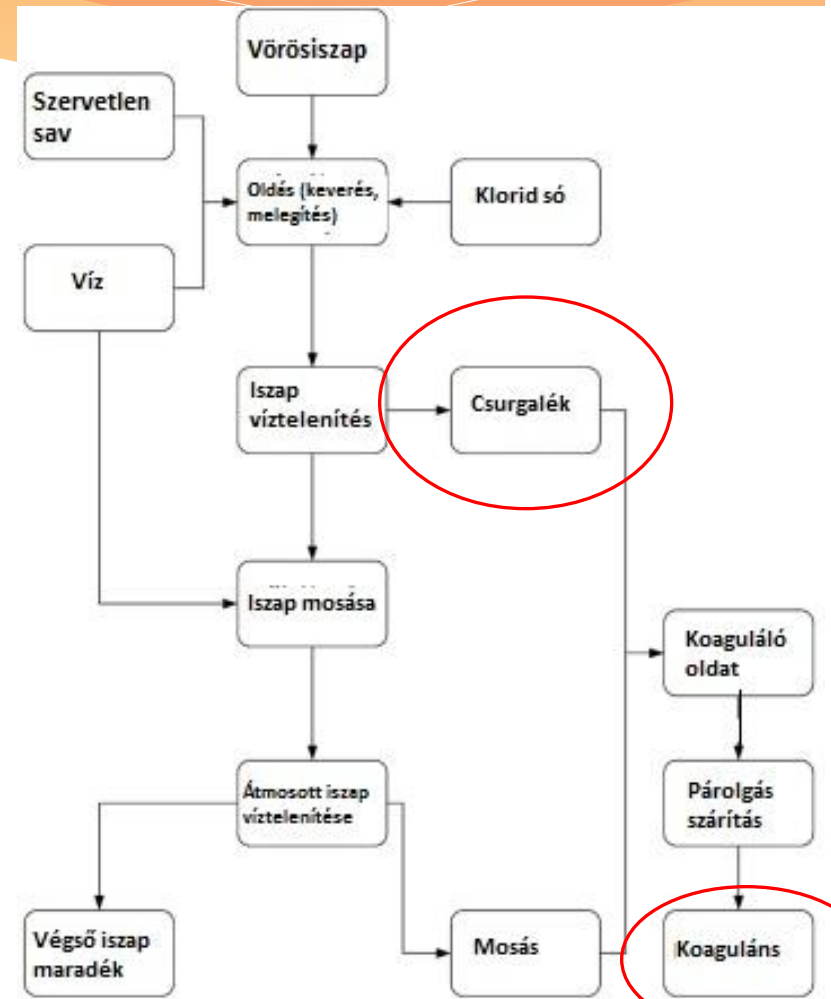 Vörösiszap
Szervetlen
sav
Oldás (keverés,
melegítés)
Klorid só
Víz
Iszap
víztelenítés
Csurgalék
Iszap mosása
Koaguláló
oldat
Átmosott iszap
víztelenítése
Párolgás
szárítás
Végső iszap
maradék
Mosás
Koaguláns